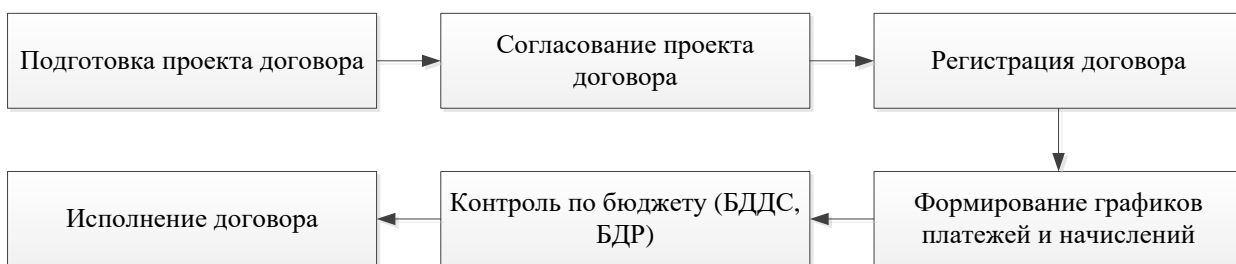 Подготовка проекта договора
Согласование проекта
договора
Регистрация договора
Формирование графиков
платежей и начислений
Контроль по бюджету (БДДС,
БДР)
Исполнение договора